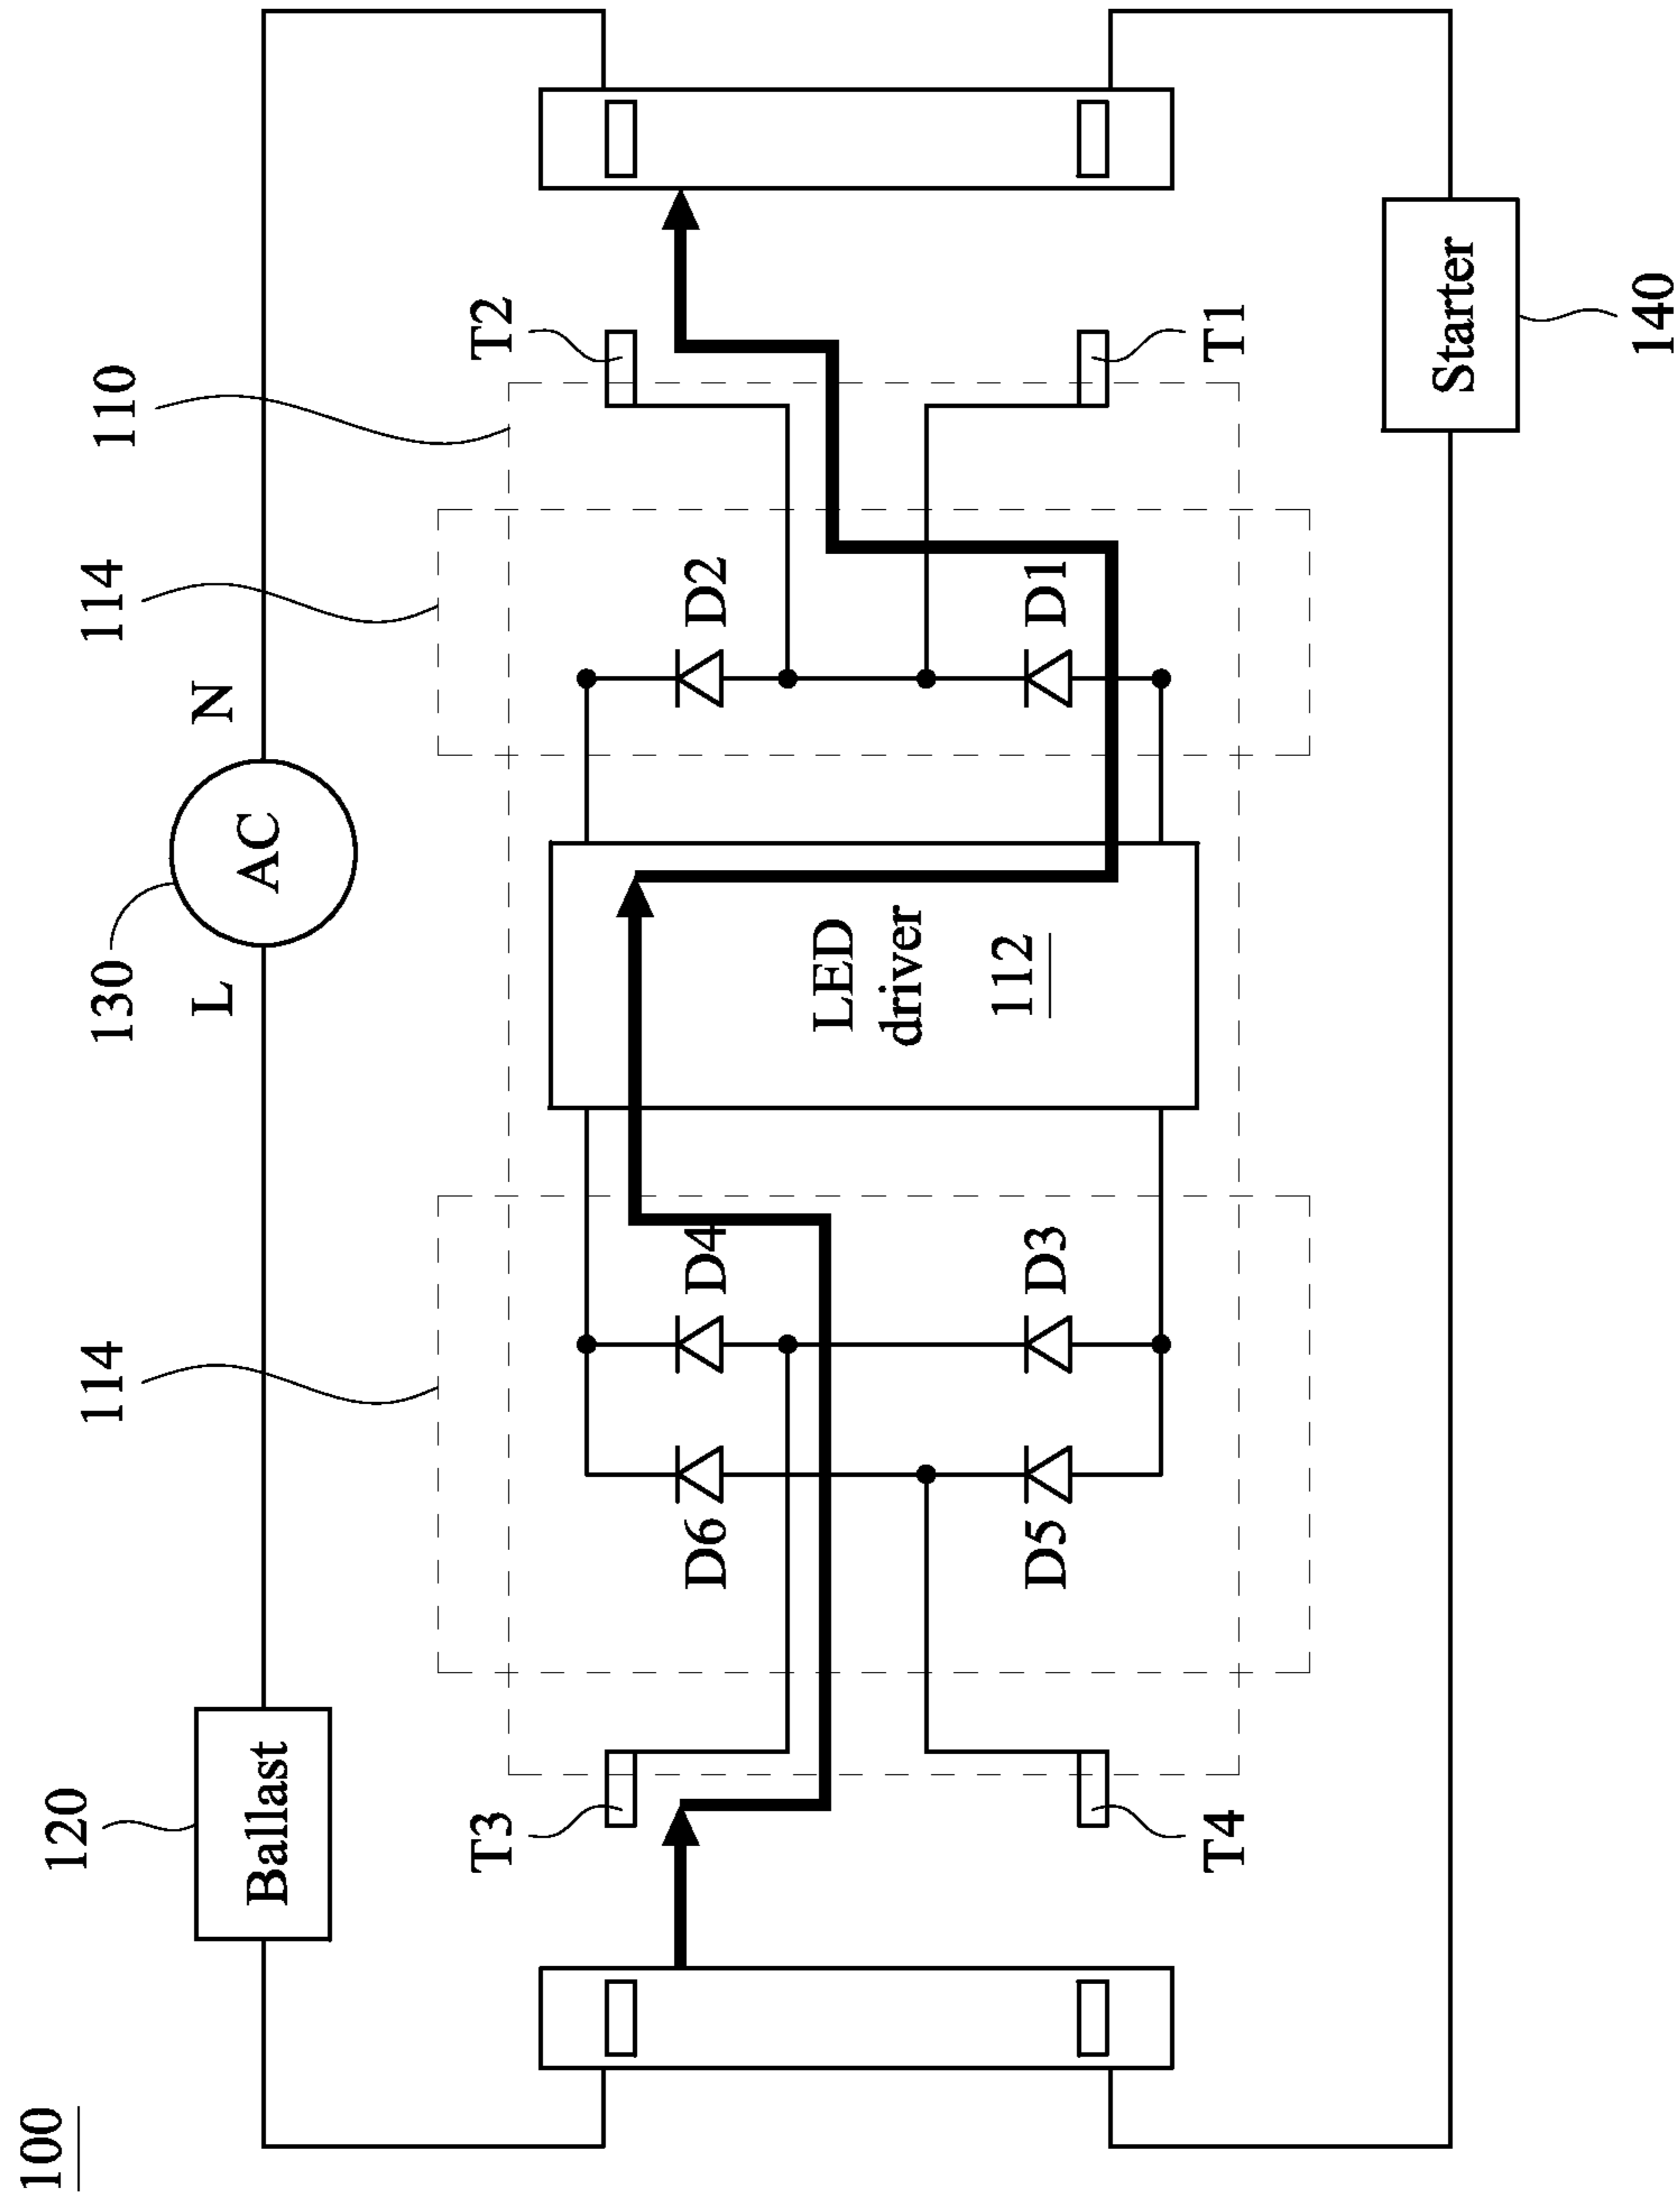 100
120
Ballast
L
AC
N
130
110
114
114
T3
T2
D6
D4
D2
LED
driver
112
D5
D3
D1
T4
T1
Starter
140